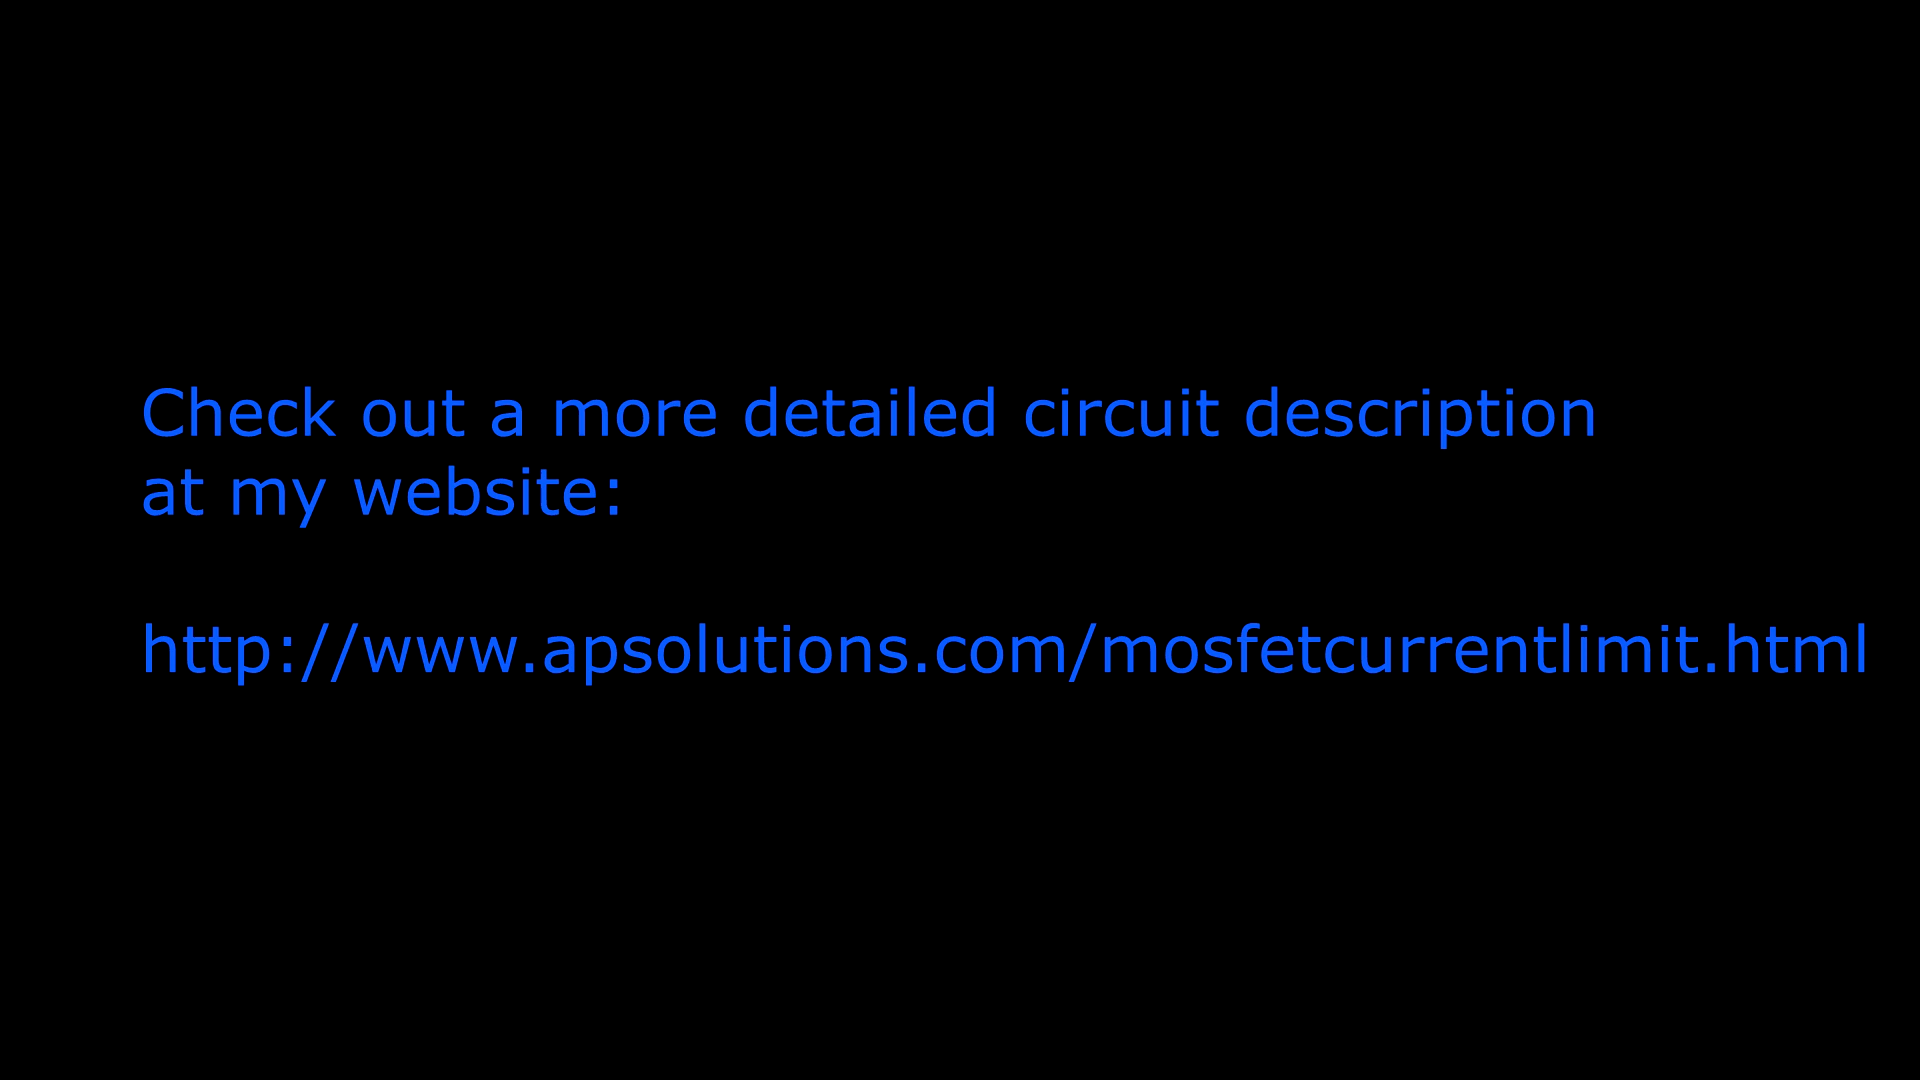 Check out a more detailed circuit description
at my website:
http://www.apsolutions.com/mosfetcurrentlimit.html